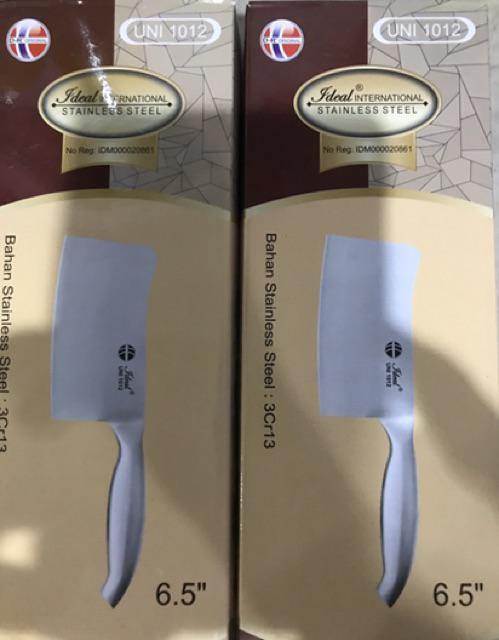 UNI 1012
Ideal® INTERNATIONAL
STAINLESS STEEL
No Reg: IDM000020861
Bahan Stainless Steel : 3Cr13
Ideal®
UNI 1012
6.5"
UNI 1012
Ideal® INTERNATIONAL
STAINLESS STEEL
No Reg: IDM000020861
Bahan Stainless Steel : 3Cr13
Ideal®
UNI 1012
6.5"